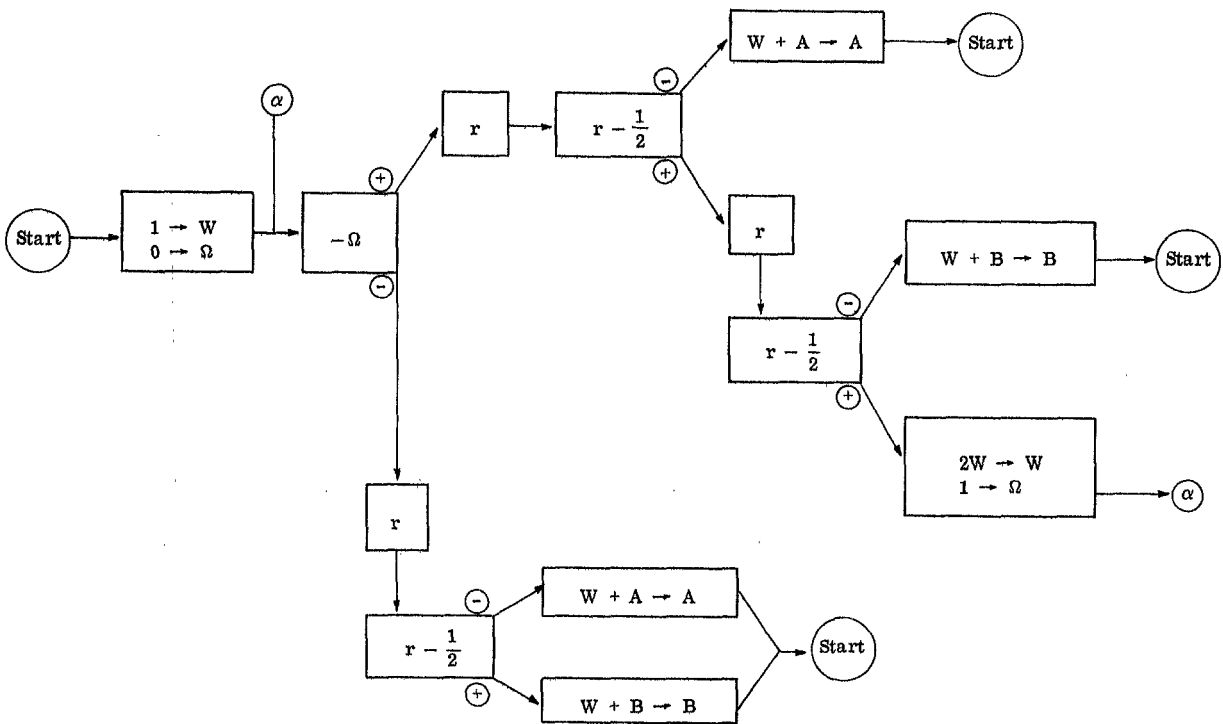 W + A → A
Start
α
r
r − 1/2
−
+
Start
1 → W
0 → Ω
+
− Ω
−
r
W + B → B
Start
r − 1/2
−
+
2W → W
1 → Ω
α
r
r − 1/2
−
+
W + A → A
Start
W + B → B